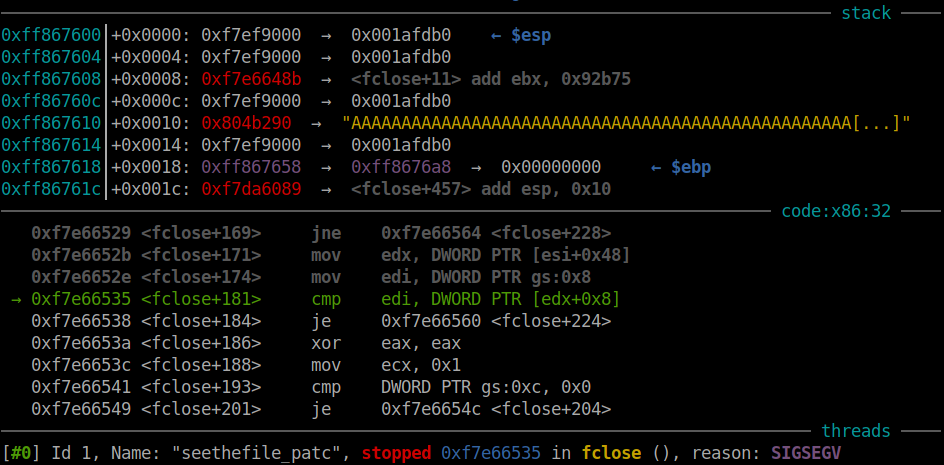 stack
0xff867600│+0x0000: 0xf7ef9000 → 0x001afdb0 ← $esp
0xff867604│+0x0004: 0xf7ef9000 → 0x001afdb0
0xff867608│+0x0008: 0xf7e6648b → <fclose+11> add ebx, 0x92b75
0xff86760c│+0x000c: 0xf7ef9000 → 0x001afdb0
0xff867610│+0x0010: 0x804b290 → "AAAAAAAAAAAAAAAAAAAAAAAAAAAAAAAAAAAAAAAAAAAAAAAAAA[...]"
0xff867614│+0x0014: 0xf7ef9000 → 0x001afdb0
0xff867618│+0x0018: 0xff867658 → 0xff8676a8 → 0x00000000 ← $ebp
0xff86761c│+0x001c: 0xf7da6089 → <fclose+457> add esp, 0x10
code:x86:32
0xf7e66529 <fclose+169> jne 0xf7e66564 <fclose+228>
0xf7e6652b <fclose+171> mov edx, DWORD PTR [esi+0x48]
0xf7e6652e <fclose+174> mov edi, DWORD PTR gs:0x8
→ 0xf7e66535 <fclose+181> cmp edi, DWORD PTR [edx+0x8]
0xf7e66538 <fclose+184> je 0xf7e66560 <fclose+224>
0xf7e6653a <fclose+186> xor eax, eax
0xf7e6653c <fclose+188> mov ecx, 0x1
0xf7e66541 <fclose+193> cmp DWORD PTR gs:0xc, 0x0
0xf7e66549 <fclose+201> je 0xf7e6654c <fclose+204>
threads
[#0] Id 1, Name: "seethefile_patc", stopped 0xf7e66535 in fclose (), reason: SIGSEGV